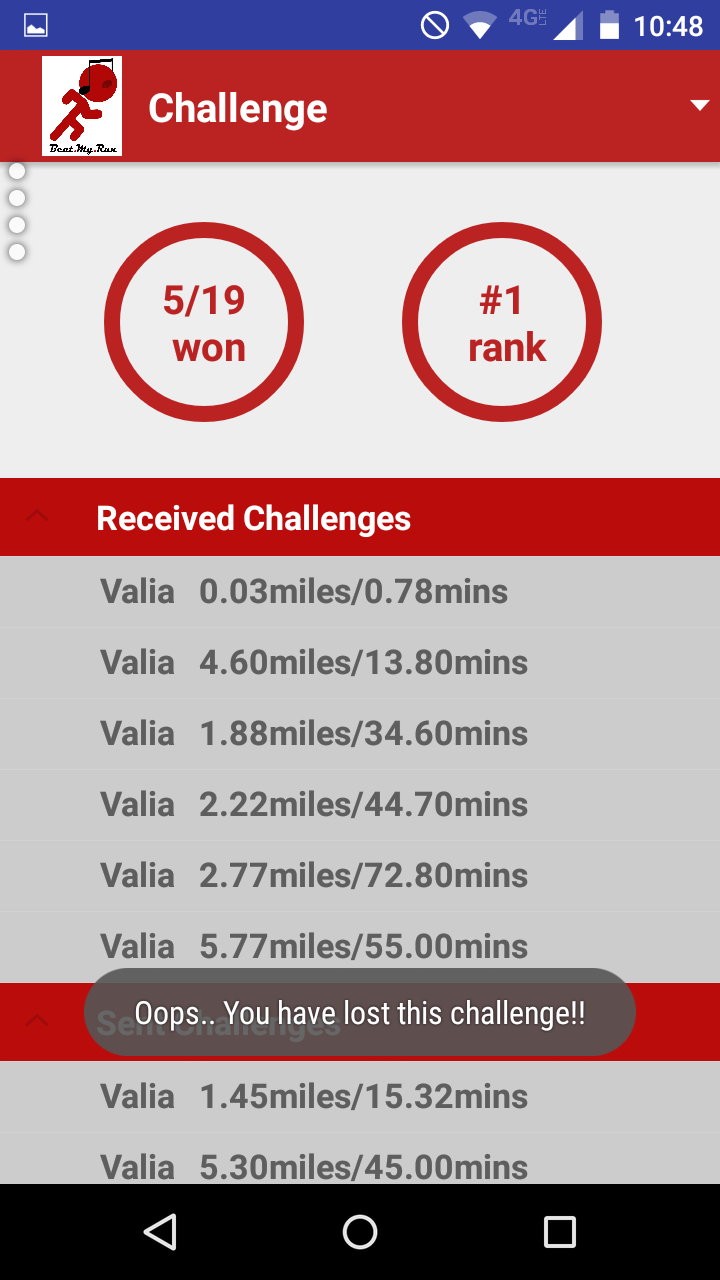 4G LTE 10:48
Beat.My.Run
Challenge
5/19
won
#1
rank
Received Challenges
Valia 0.03miles/0.78mins
Valia 4.60miles/13.80mins
Valia 1.88miles/34.60mins
Valia 2.22miles/44.70mins
Valia 2.77miles/72.80mins
Valia 5.77miles/55.00mins
Sent Challenges
Oops.. You have lost this challenge!!
Valia 1.45miles/15.32mins
Valia 5.30miles/45.00mins